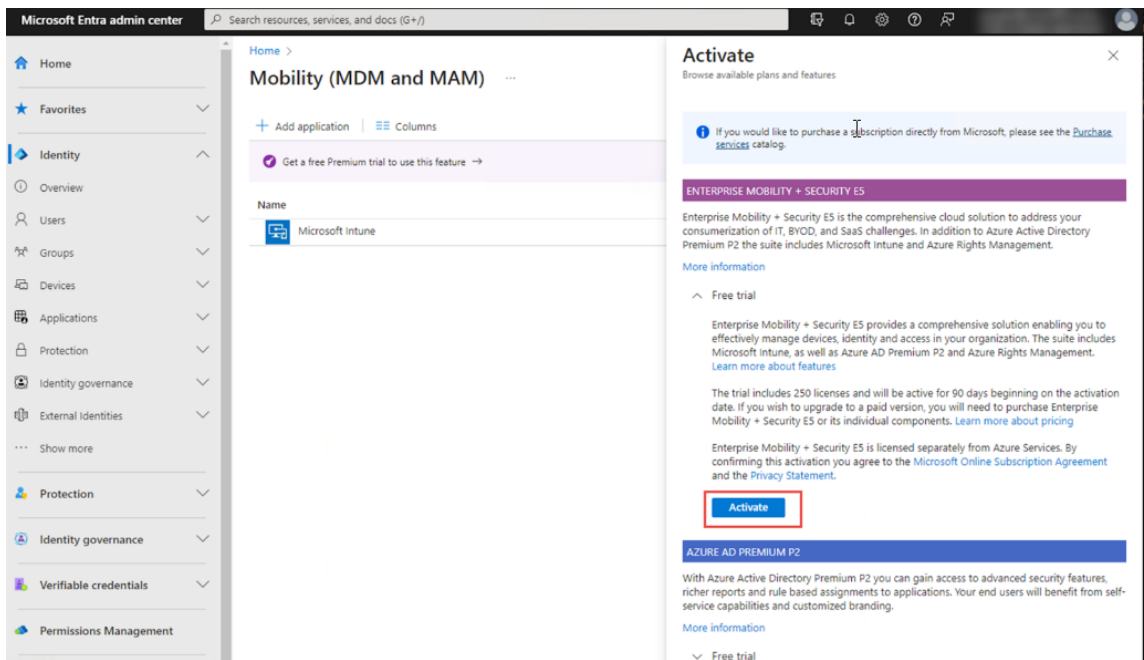 Microsoft Entra admin center
Search resources, services, and docs (G+/)
Home
Favorites
Identity
Overview
Users
Groups
Devices
Applications
Protection
Identity governance
External Identities
Show more
Protection
Identity governance
Verifiable credentials
Permissions Management
Home >
Mobility (MDM and MAM) ...
Add application
Columns
Get a free Premium trial to use this feature →
Name
Microsoft Intune
Activate
Browse available plans and features
If you would like to purchase a subscription directly from Microsoft, please see the Purchase
services catalog.
ENTERPRISE MOBILITY + SECURITY E5
Enterprise Mobility + Security E5 is the comprehensive cloud solution to address your
consumerization of IT, BYOD, and SaaS challenges. In addition to Azure Active Directory
Premium P2 the suite includes Microsoft Intune and Azure Rights Management.
More information
Free trial
Enterprise Mobility + Security E5 provides a comprehensive solution enabling you to
effectively manage devices, identity and access in your organization. The suite includes
Microsoft Intune, as well as Azure AD Premium P2 and Azure Rights Management.
Learn more about features
The trial includes 250 licenses and will be active for 90 days beginning on the activation
date. If you wish to upgrade to a paid version, you will need to purchase Enterprise
Mobility + Security E5 or its individual components. Learn more about pricing
Enterprise Mobility + Security E5 is licensed separately from Azure Services. By
confirming this activation you agree to the Microsoft Online Subscription Agreement
and the Privacy Statement.
Activate
AZURE AD PREMIUM P2
With Azure Active Directory Premium P2 you can gain access to advanced security features,
richer reports and rule based assignments to applications. Your end users will benefit from self-
service capabilities and customized branding.
More information
Free trial